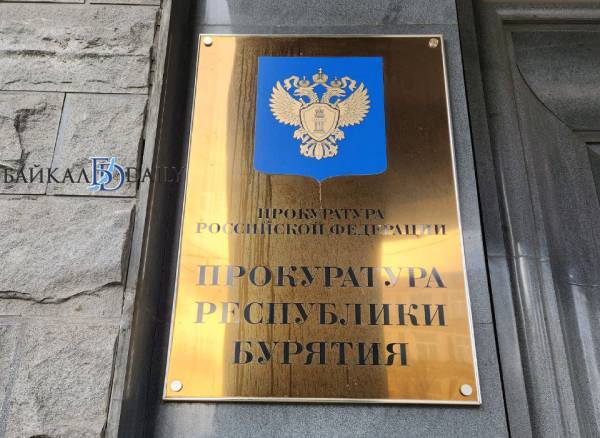 БАЙКАЛ DAILY
ПРОКУРАТУРА
РОССИЙСКОЙ ФЕДЕРАЦИИ
ПРОКУРАТУРА
РЕСПУБЛИКИ
БУРЯТИЯ